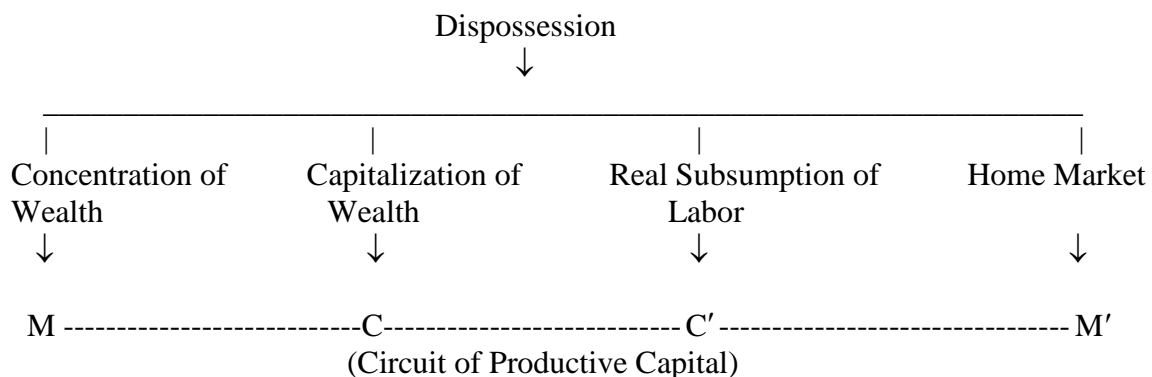 Dispossession
↓
| | | |
Concentration of Capitalization of Real Subsumption of Home Market
Wealth Wealth Labor
↓ ↓ ↓ ↓
M ----------------------------C----------------------------C′---------------------------------M′
(Circuit of Productive Capital)